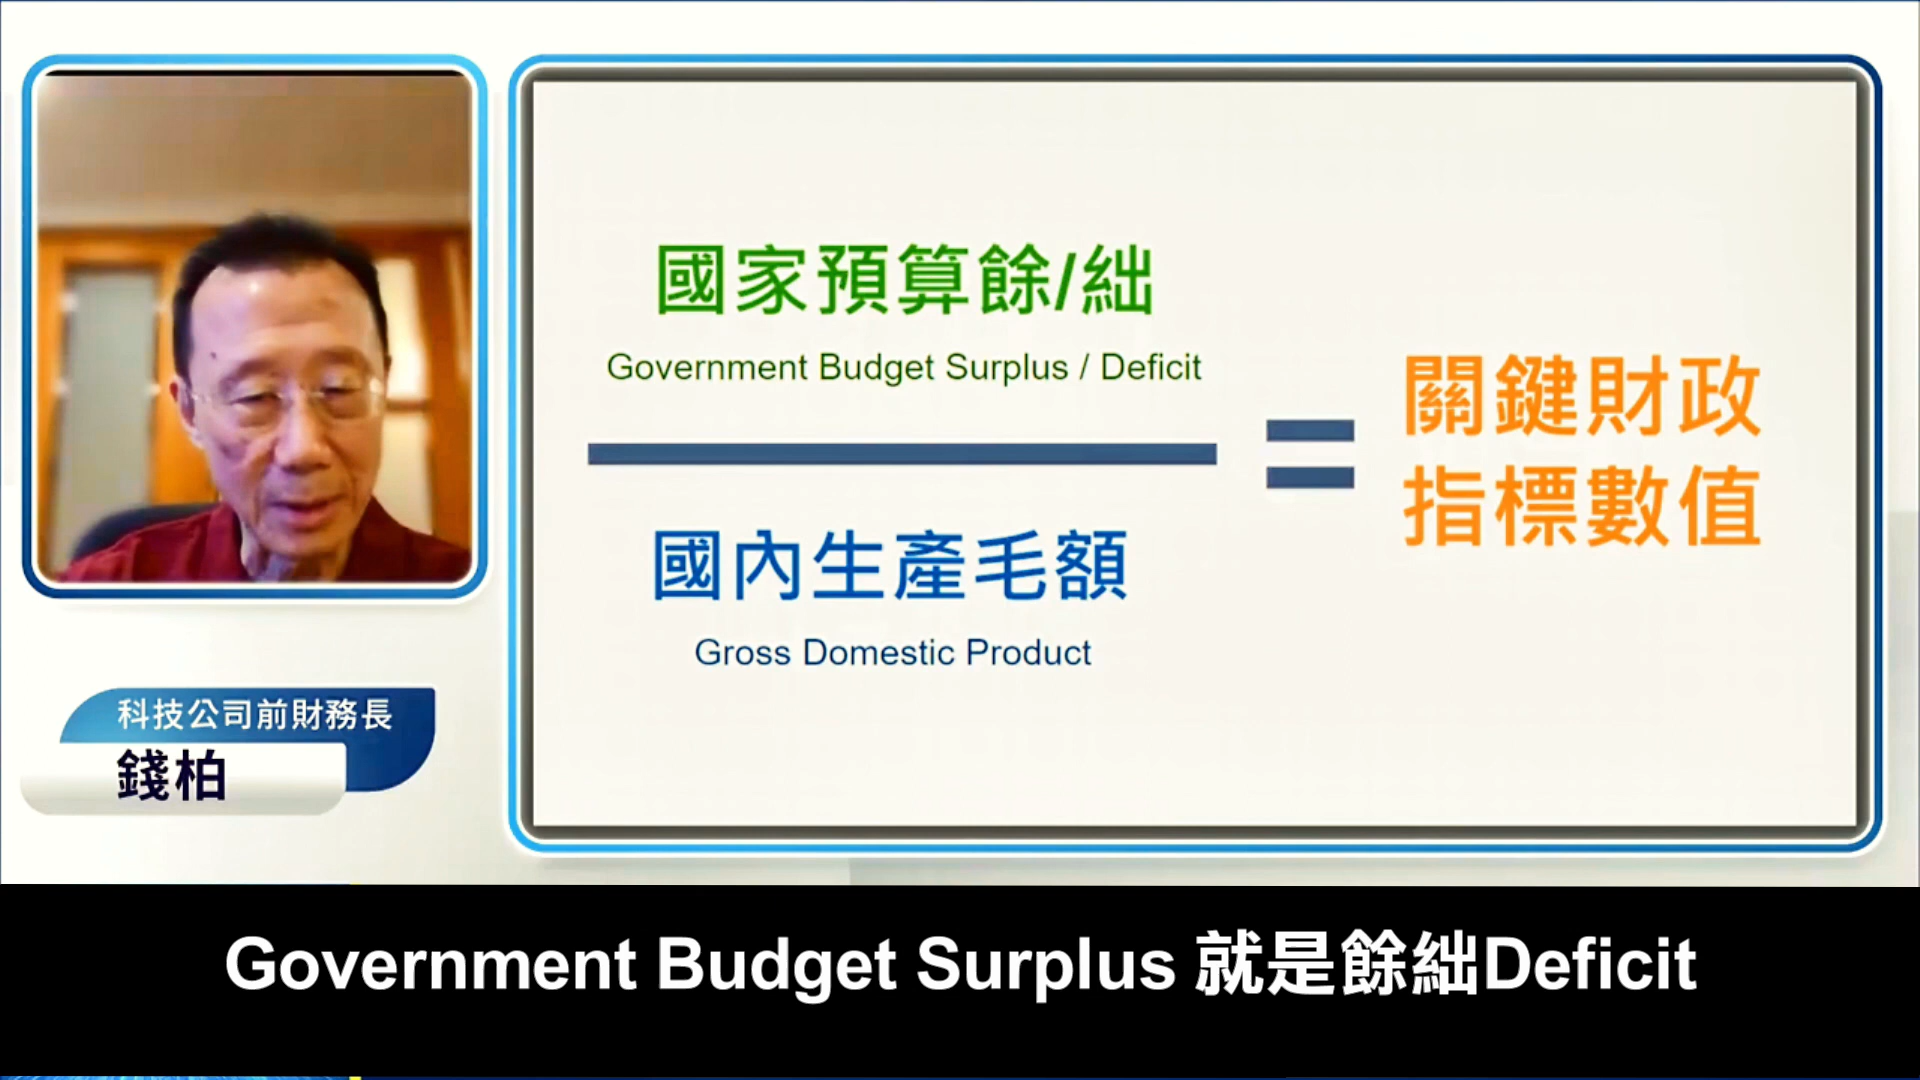 國家預算餘/絀
Government Budget Surplus / Deficit
國內生產毛額
Gross Domestic Product
關鍵財政
指標數值
科技公司前財務長
錢柏
Government Budget Surplus 就是餘絀Deficit